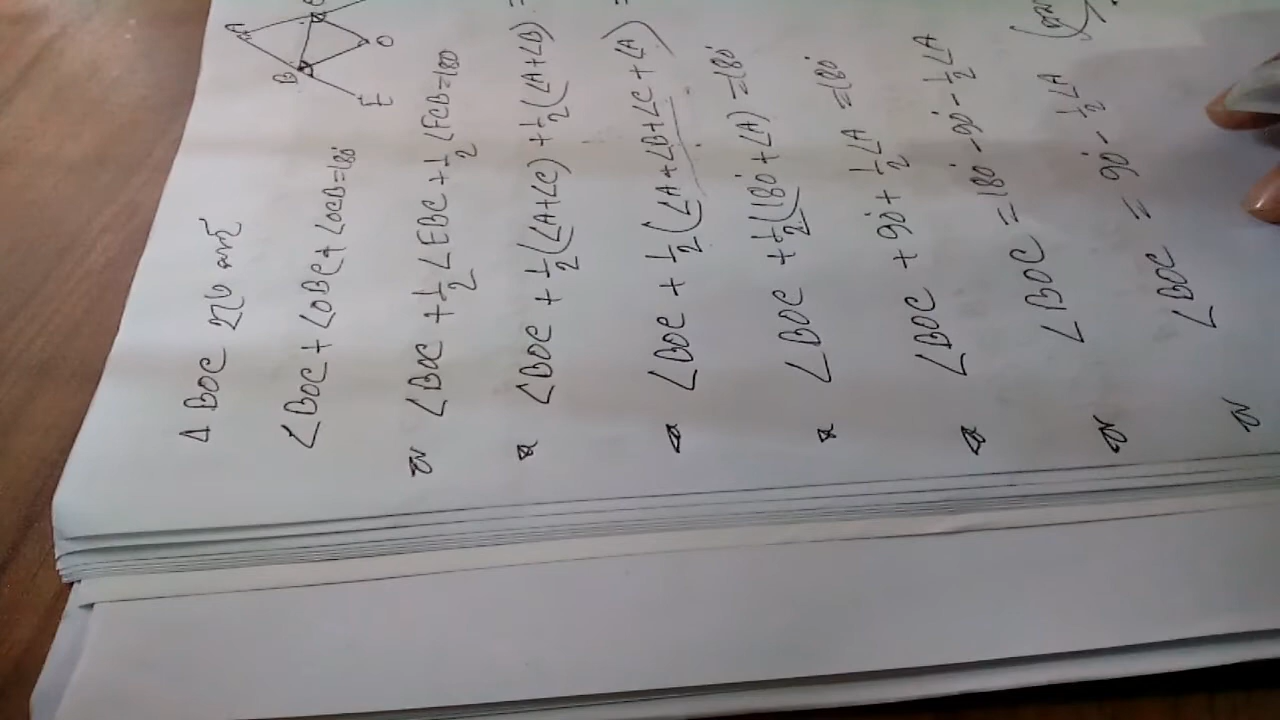 A
B
C
O
E
Δ BOC হতে পাই
∠BOC + ∠OBC + ∠OCB = 180°
বা ∠BOC + 1/2 ∠EBC + 1/2 ∠FCB = 180
বা ∠BOC + 1/2 (∠A+∠C) + 1/2 (∠A+∠B) =
বা ∠BOC + 1/2 (∠A+∠B+∠C+∠A) =
বা ∠BOC + 1/2 (180°+∠A) = 180°
বা ∠BOC + 90° + 1/2 ∠A = 180°
বা ∠BOC = 180° - 90° - 1/2 ∠A
বা ∠BOC = 90° - 1/2 ∠A